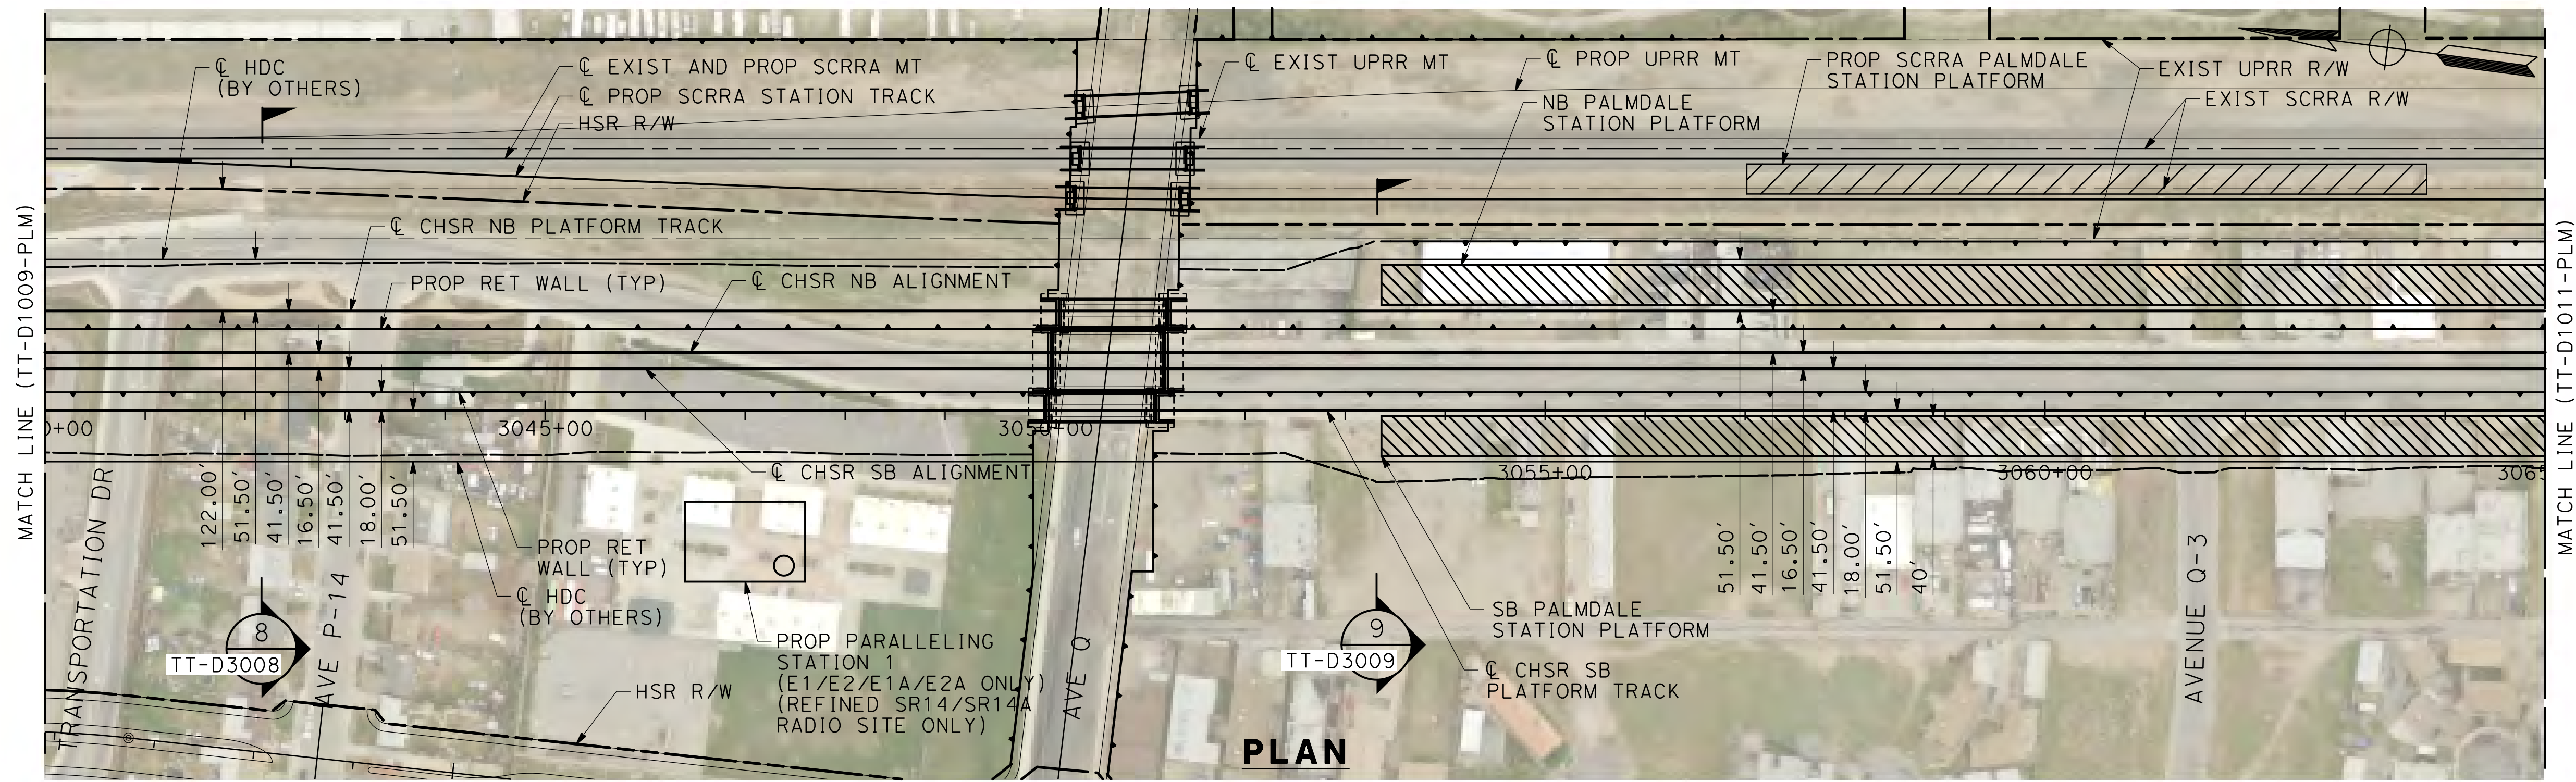 MATCH LINE (TT-D1009-PLM)
℄ HDC
(BY OTHERS)
℄ EXIST AND PROP SCRRA MT
℄ PROP SCRRA STATION TRACK
HSR R/W
℄ EXIST UPRR MT
℄ PROP UPRR MT
NB PALMDALE
STATION PLATFORM
PROP SCRRA PALMDALE
STATION PLATFORM
EXIST UPRR R/W
EXIST SCRRA R/W
℄ CHSR NB PLATFORM TRACK
PROP RET WALL (TYP)
℄ CHSR NB ALIGNMENT
0+00
3045+00
3050+00
3055+00
3060+00
3065
℄ CHSR SB ALIGNMENT
122.00'
51.50'
41.50'
16.50'
41.50'
18.00'
51.50'
51.50'
41.50'
16.50'
41.50'
18.00'
51.50'
40'
PROP RET
WALL (TYP)
℄ HDC
(BY OTHERS)
PROP PARALLELING
STATION 1
(E1/E2/E1A/E2A ONLY)
(REFINED SR14/SR14A
RADIO SITE ONLY)
HSR R/W
SB PALMDALE
STATION PLATFORM
℄ CHSR SB
PLATFORM TRACK
8
TT-D3008
9
TT-D3009
TRANSPORTATION DR
AVE P-14
AVE Q
AVENUE Q-3
MATCH LINE (TT-D1011-PLM)
PLAN